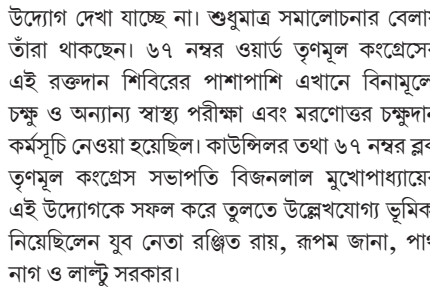 উদ্যোগ দেখা যাচ্ছে না। শুধুমাত্র সমালোচনার বেলায়
তাঁরা থাকছেন। ৬৭ নম্বর ওয়ার্ড তৃণমূল কংগ্রেসের
এই রক্তদান শিবিরের পাশাপাশি এখানে বিনামূল্যে
চক্ষু ও অন্যান্য স্বাস্থ্য পরীক্ষা এবং মরণোত্তর চক্ষুদান
কর্মসূচি নেওয়া হয়েছিল। কাউন্সিলর তথা ৬৭ নম্বর ব্লক
তৃণমূল কংগ্রেস সভাপতি বিজনলাল মুখোপাধ্যায়ের
এই উদ্যোগকে সফল করে তুলতে উল্লেখযোগ্য ভূমিকা
নিয়েছিলেন যুব নেতা রঞ্জিত রায়, রূপম জানা, পার্থ
নাগ ও লাল্টু সরকার।